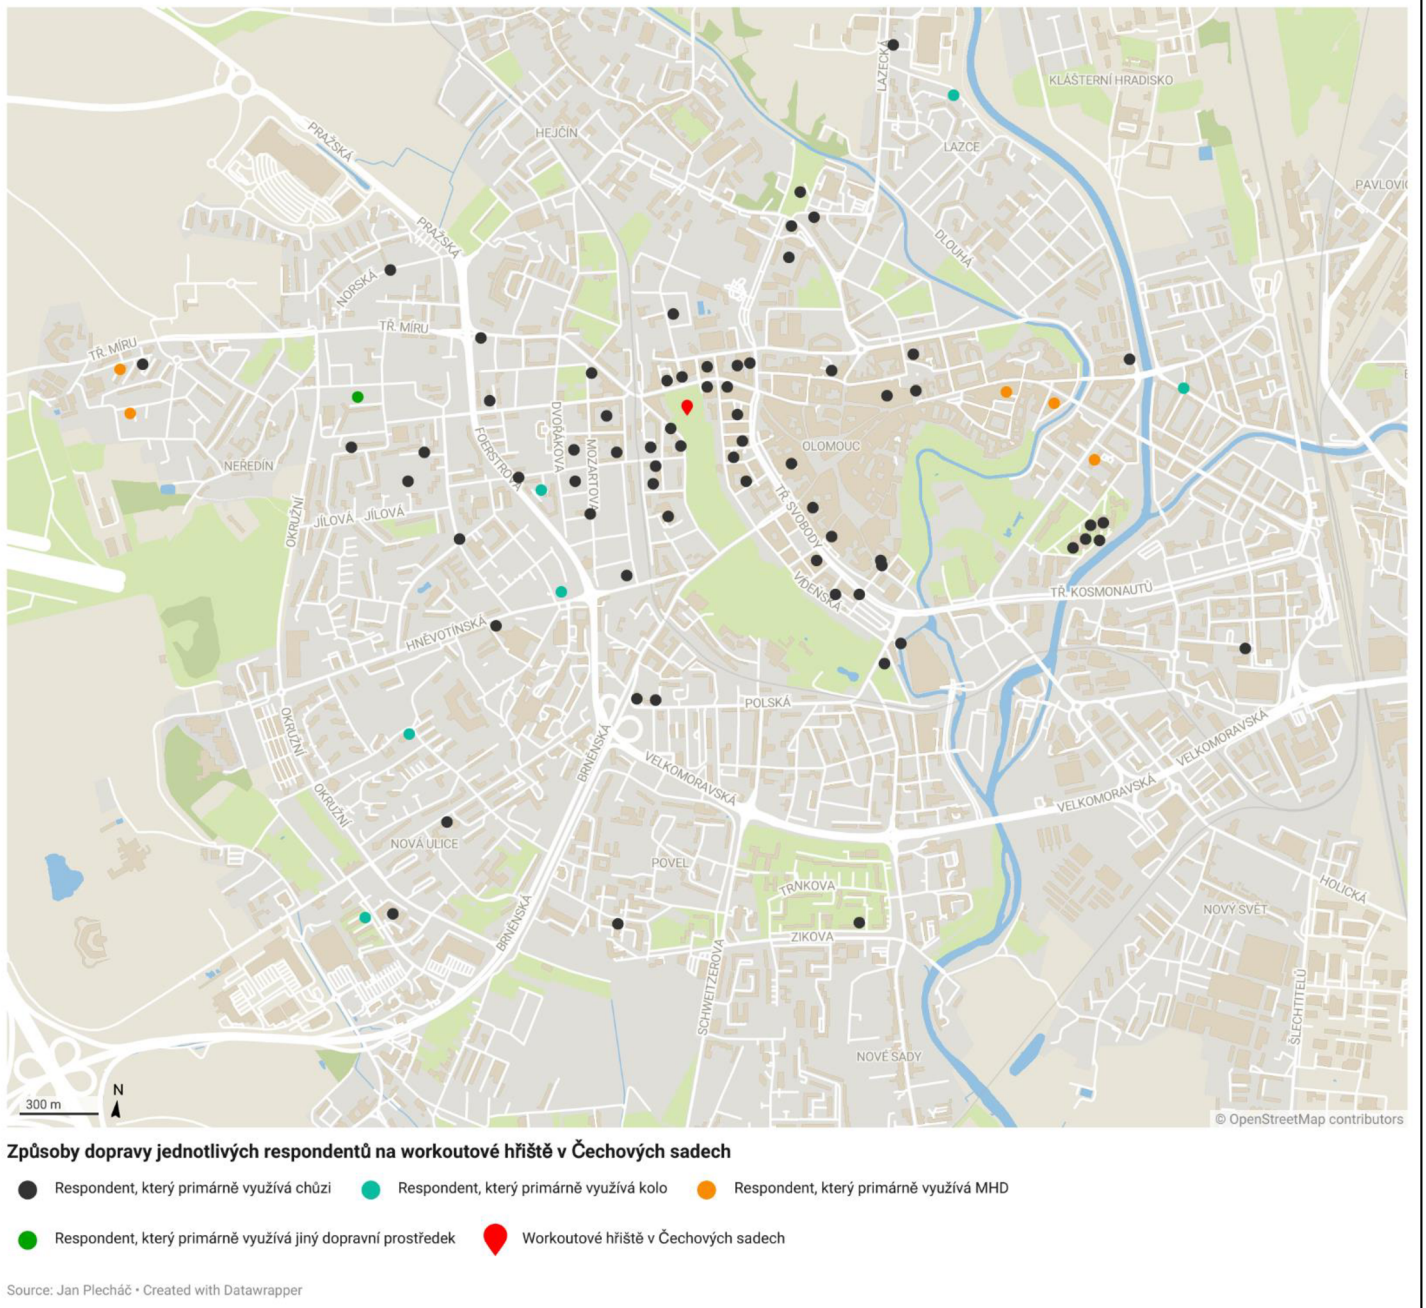 LAZECKÁ
KLÁŠTERNÍ HRADISKO
PRAŽSKÁ
HEJČÍN
LAZCE
PAVLOVIČ
PRAŽSKÁ
DLOUHÁ
NORSKÁ
TŘ. MÍRU
TŘ. MÍRU
DVOŘÁKOVA
MOZARTOVA
FOERSTROVA
OLOMOUC
NEŘEDÍN
OKRUŽNÍ
JÍLOVÁ
JÍLOVÁ
TŘ. SVOBODY
VÍDEŇSKÁ
TŘ. KOSMONAUTŮ
HNĚVOTÍNSKÁ
OKRUŽNÍ
POLSKÁ
BRNĚNSKÁ
VELKOMORAVSKÁ
VELKOMORAVSKÁ
VELKOMORAVSKÁ
OKRUŽNÍ
NOVÁ ULICE
POVEL
TRNKOVA
HOLICKÁ
NOVÝ SVĚT
BRNĚNSKÁ
ZIKOVA
SCHWEITZEROVA
ŠLECHTITELŮ
NOVÉ SADY
N
300 m
© OpenStreetMap contributors
Způsoby dopravy jednotlivých respondentů na workoutové hřiště v Čechových sadech
Respondent, který primárně využívá chůzi
Respondent, který primárně využívá kolo
Respondent, který primárně využívá MHD
Respondent, který primárně využívá jiný dopravní prostředek
Workoutové hřiště v Čechových sadech
Source: Jan Plecháč • Created with Datawrapper